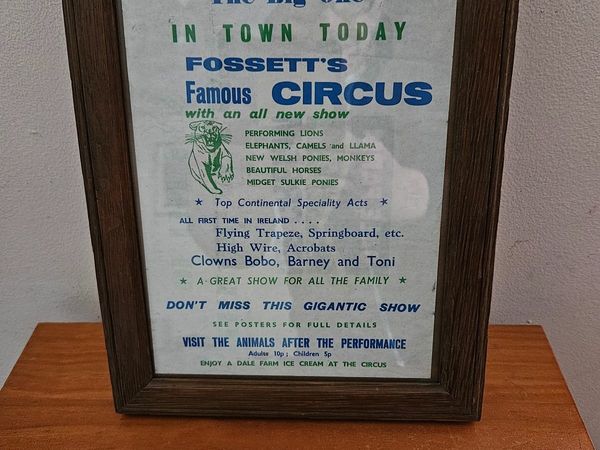 The Big One
IN TOWN TODAY
FOSSETT'S
Famous CIRCUS
with an all new show
PERFORMING LIONS
ELEPHANTS, CAMELS and LLAMA
NEW WELSH PONIES, MONKEYS
BEAUTIFUL HORSES
MIDGET SULKIE PONIES
★ Top Continental Speciality Acts ★
ALL FIRST TIME IN IRELAND . . . .
Flying Trapeze, Springboard, etc.
High Wire, Acrobats
Clowns Bobo, Barney and Toni
★ A GREAT SHOW FOR ALL THE FAMILY ★
DON'T MISS THIS GIGANTIC SHOW
SEE POSTERS FOR FULL DETAILS
VISIT THE ANIMALS AFTER THE PERFORMANCE
Adults 10p; Children 5p
ENJOY A DALE FARM ICE CREAM AT THE CIRCUS